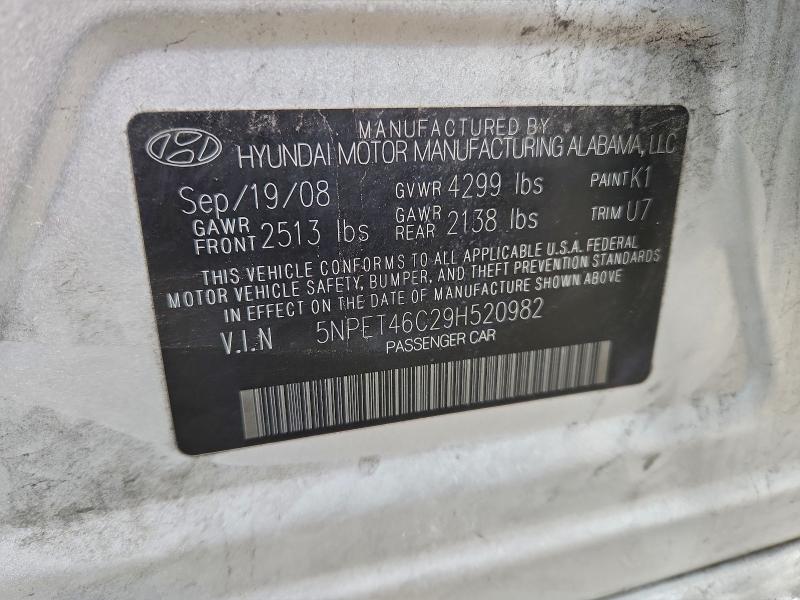 MANUFACTURED BY
HYUNDAI MOTOR MANUFACTURING ALABAMA, LLC
Sep/19/08 GVWR 4299 lbs PAINT K1
GAWR FRONT 2513 lbs GAWR REAR 2138 lbs TRIM U7
THIS VEHICLE CONFORMS TO ALL APPLICABLE U.S.A. FEDERAL
MOTOR VEHICLE SAFETY, BUMPER, AND THEFT PREVENTION STANDARDS
IN EFFECT ON THE DATE OF MANUFACTURE SHOWN ABOVE
V.I.N 5NPET46C29H520982
PASSENGER CAR